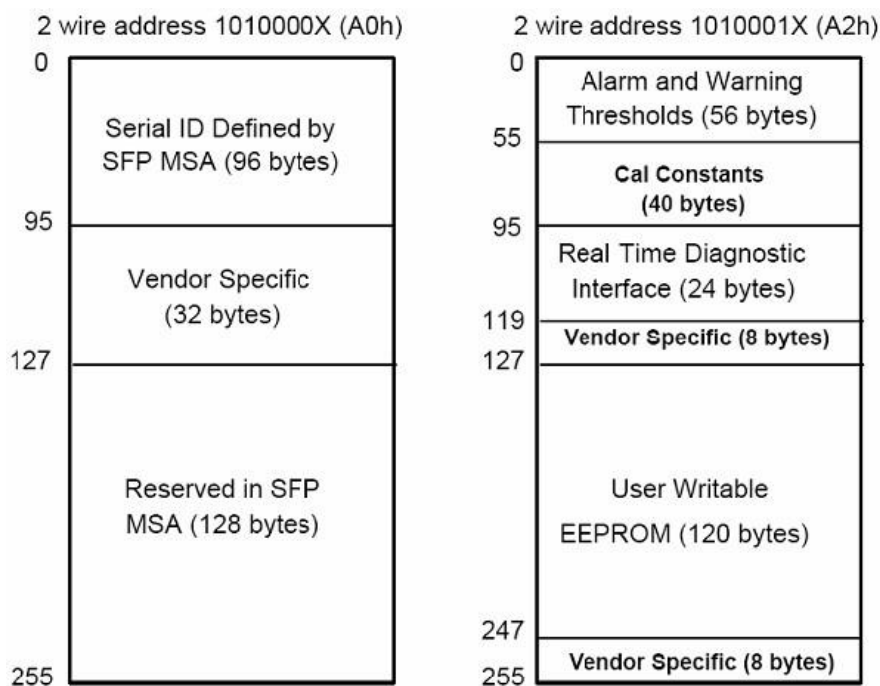 2 wire address 1010000X (A0h)
0
Serial ID Defined by
SFP MSA (96 bytes)
95
Vendor Specific
(32 bytes)
127
Reserved in SFP
MSA (128 bytes)
255
2 wire address 1010001X (A2h)
0
Alarm and Warning
Thresholds (56 bytes)
55
Cal Constants
(40 bytes)
95
Real Time Diagnostic
Interface (24 bytes)
119
Vendor Specific (8 bytes)
127
User Writable
EEPROM (120 bytes)
247
Vendor Specific (8 bytes)
255